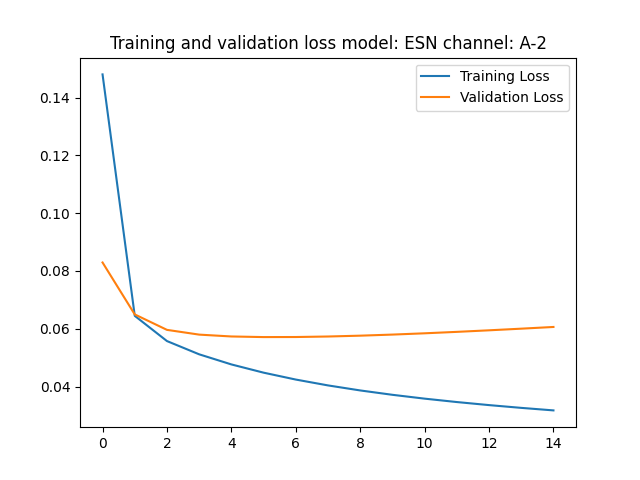 Training and validation loss model: ESN channel: A-2
Training Loss
Validation Loss
0.14
0.12
0.10
0.08
0.06
0.04
0 2 4 6 8 10 12 14